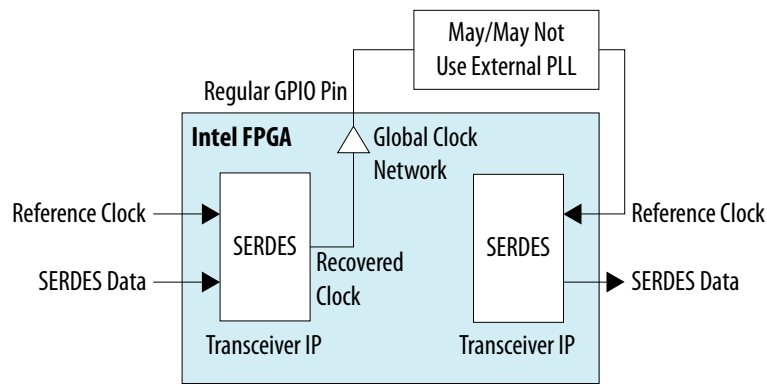 May/May Not
Use External PLL
Regular GPIO Pin
Intel FPGA
Global Clock
Network
Reference Clock
SERDES
Recovered
Clock
SERDES Data
Transceiver IP
SERDES
Reference Clock
SERDES Data
Transceiver IP